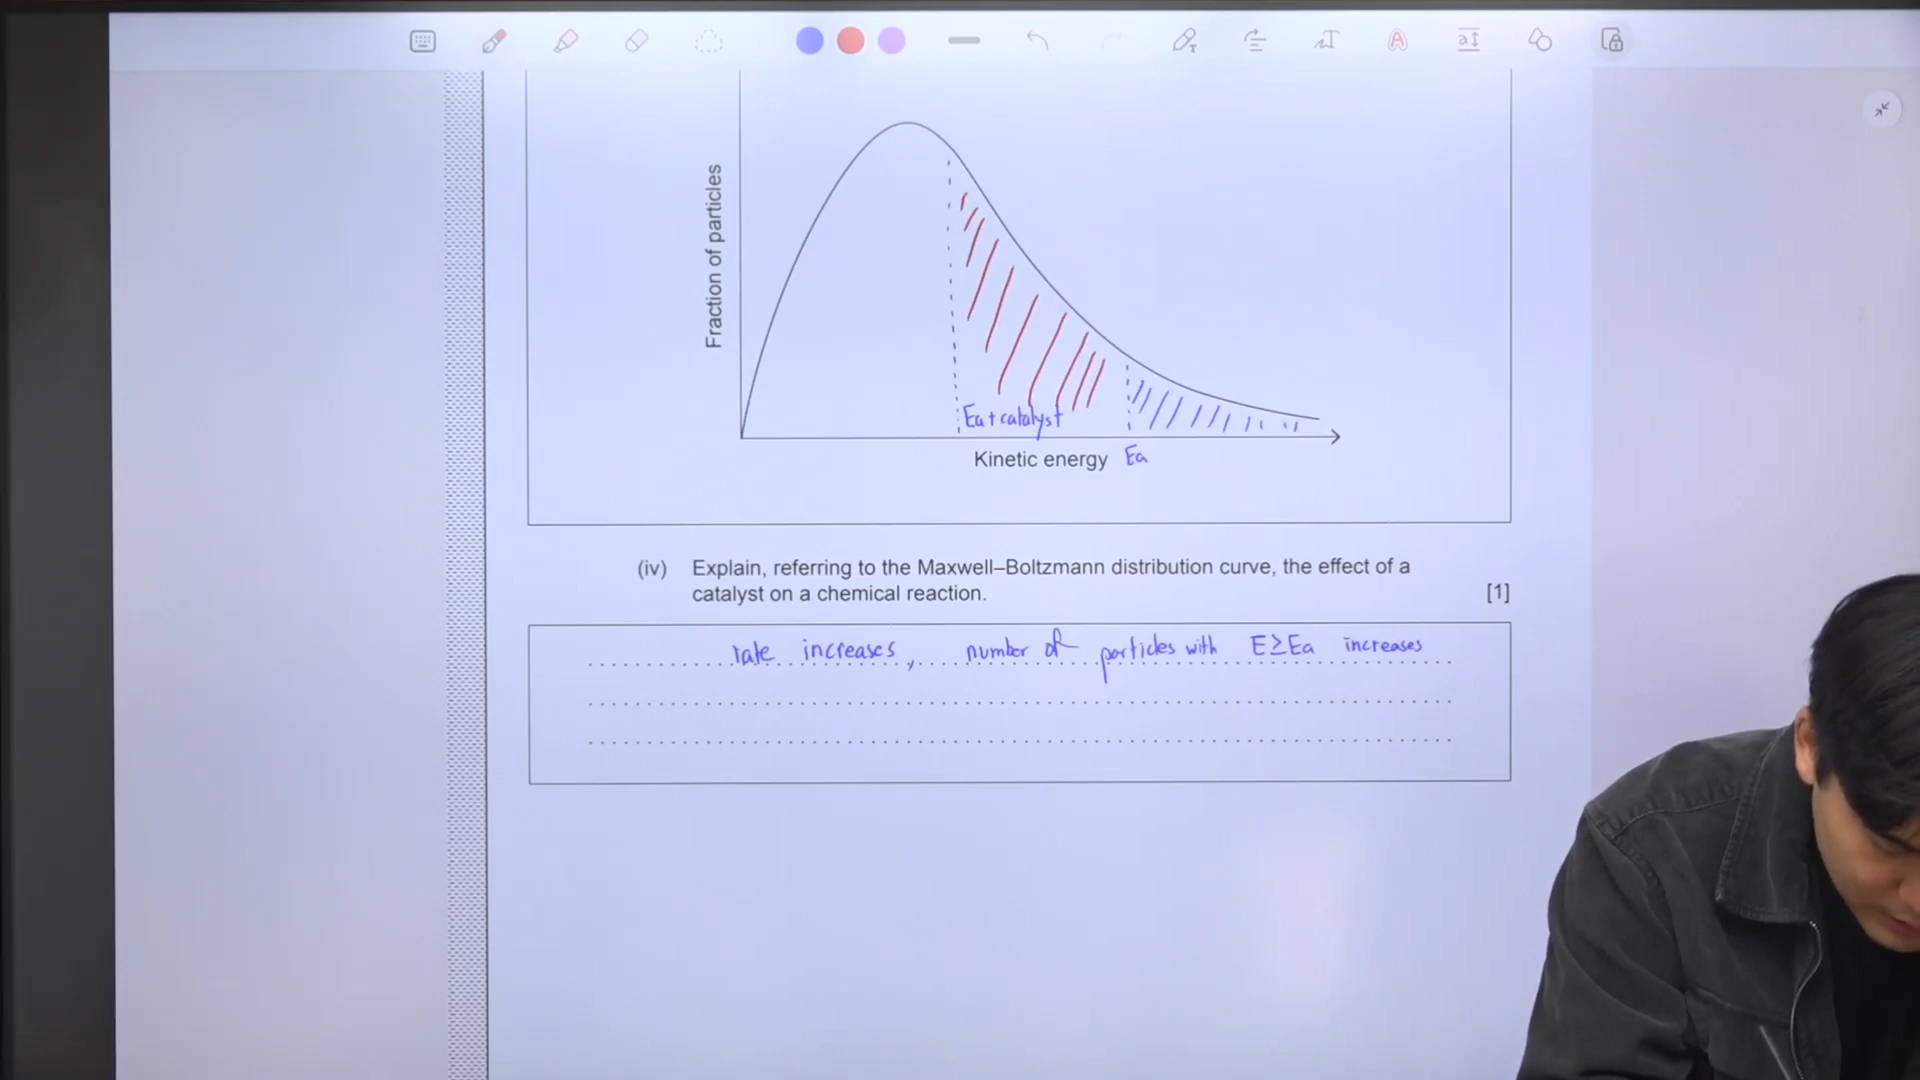 Fraction of particles
Ea + catalyst
Kinetic energy Ea
(iv) Explain, referring to the Maxwell–Boltzmann distribution curve, the effect of a
catalyst on a chemical reaction. [1]
rate increases, number of particles with E≥Ea increases